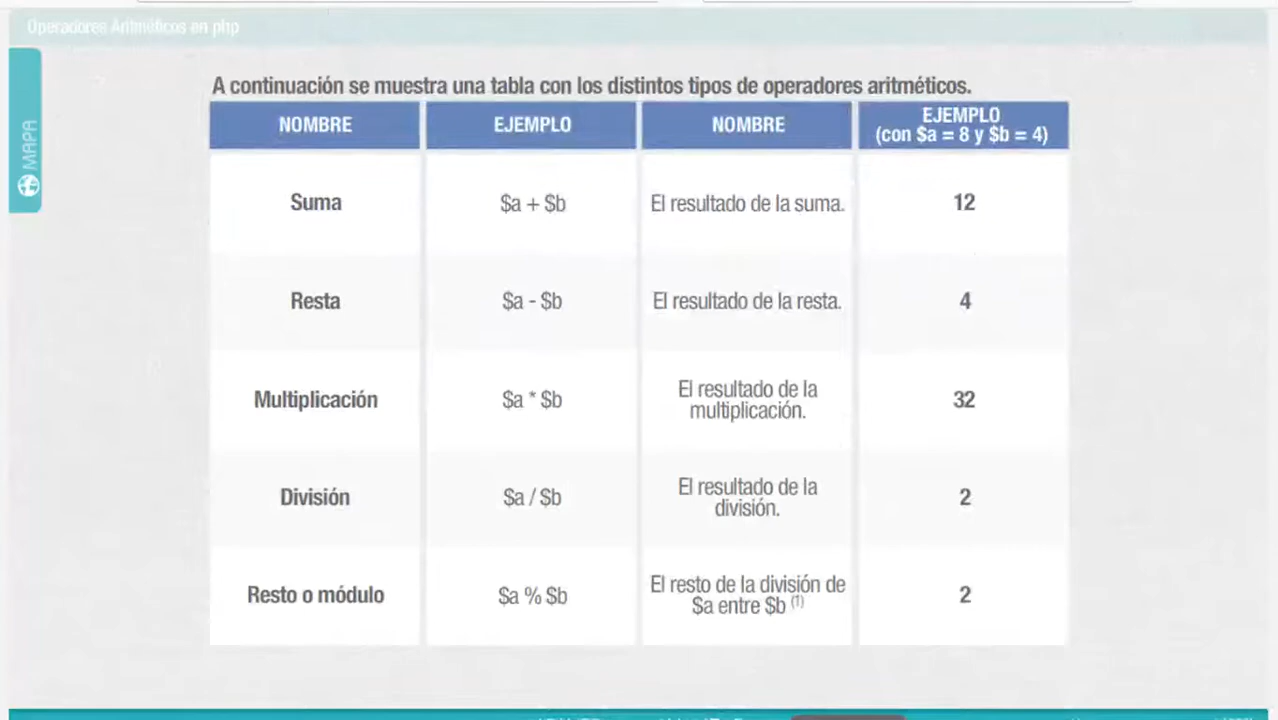 Operadores Aritméticos en php
MAPA
A continuación se muestra una tabla con los distintos tipos de operadores aritméticos.
NOMBRE
EJEMPLO
NOMBRE
EJEMPLO
(con $a = 8 y $b = 4)
Suma
$a + $b
El resultado de la suma.
12
Resta
$a - $b
El resultado de la resta.
4
Multiplicación
$a * $b
El resultado de la
multiplicación.
32
División
$a / $b
El resultado de la
división.
2
Resto o módulo
$a % $b
El resto de la división de
$a entre $b (1)
2